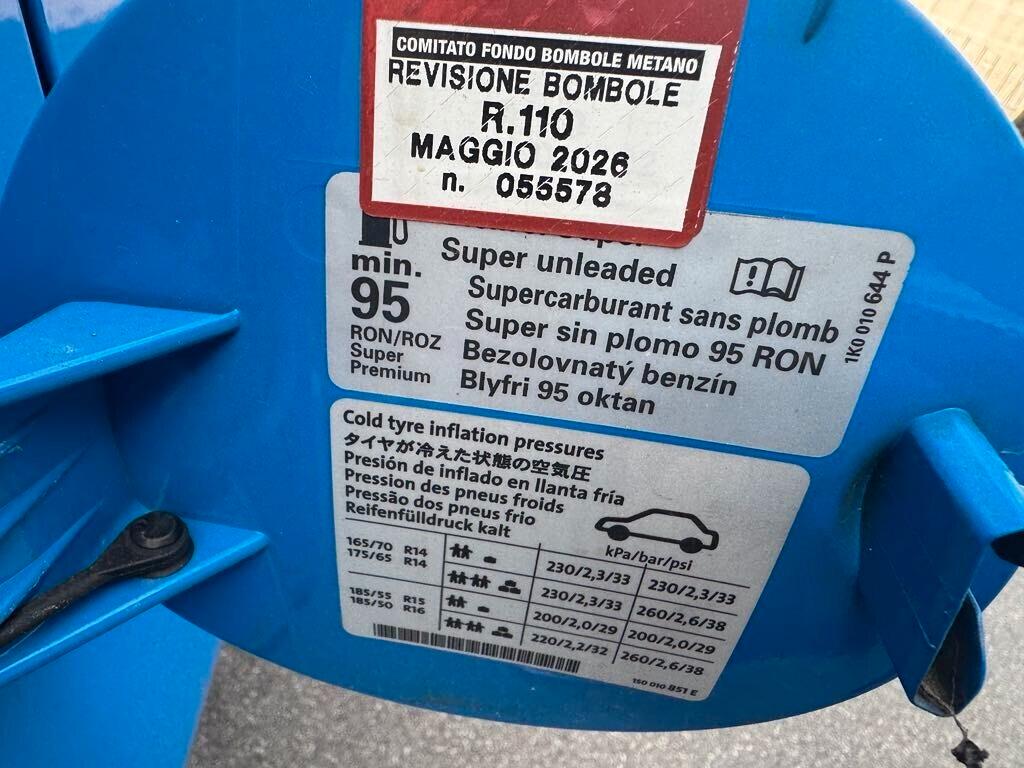 COMITATO FONDO BOMBOLE METANO
REVISIONE BOMBOLE
R.110
MAGGIO 2026
n. 055578
min.
95
RON/ROZ
Super
Premium
Super unleaded
Supercarburant sans plomb
Super sin plomo 95 RON
Bezolovnatý benzín
Blyfri 95 oktan
1K0 010 644 P
Cold tyre inflation pressures
タイヤが冷えた状態の空気圧
Presión de inflado en llanta fría
Pression des pneus froids
Pressão dos pneus frio
Reifenfülldruck kalt
kPa/bar/psi
165/70 R14
175/65 R14
230/2,3/33 230/2,3/33
230/2,3/33 260/2,6/38
185/55 R15
185/50 R16
200/2,0/29 200/2,0/29
220/2,2/32 260/2,6/38
1S0 010 851 E